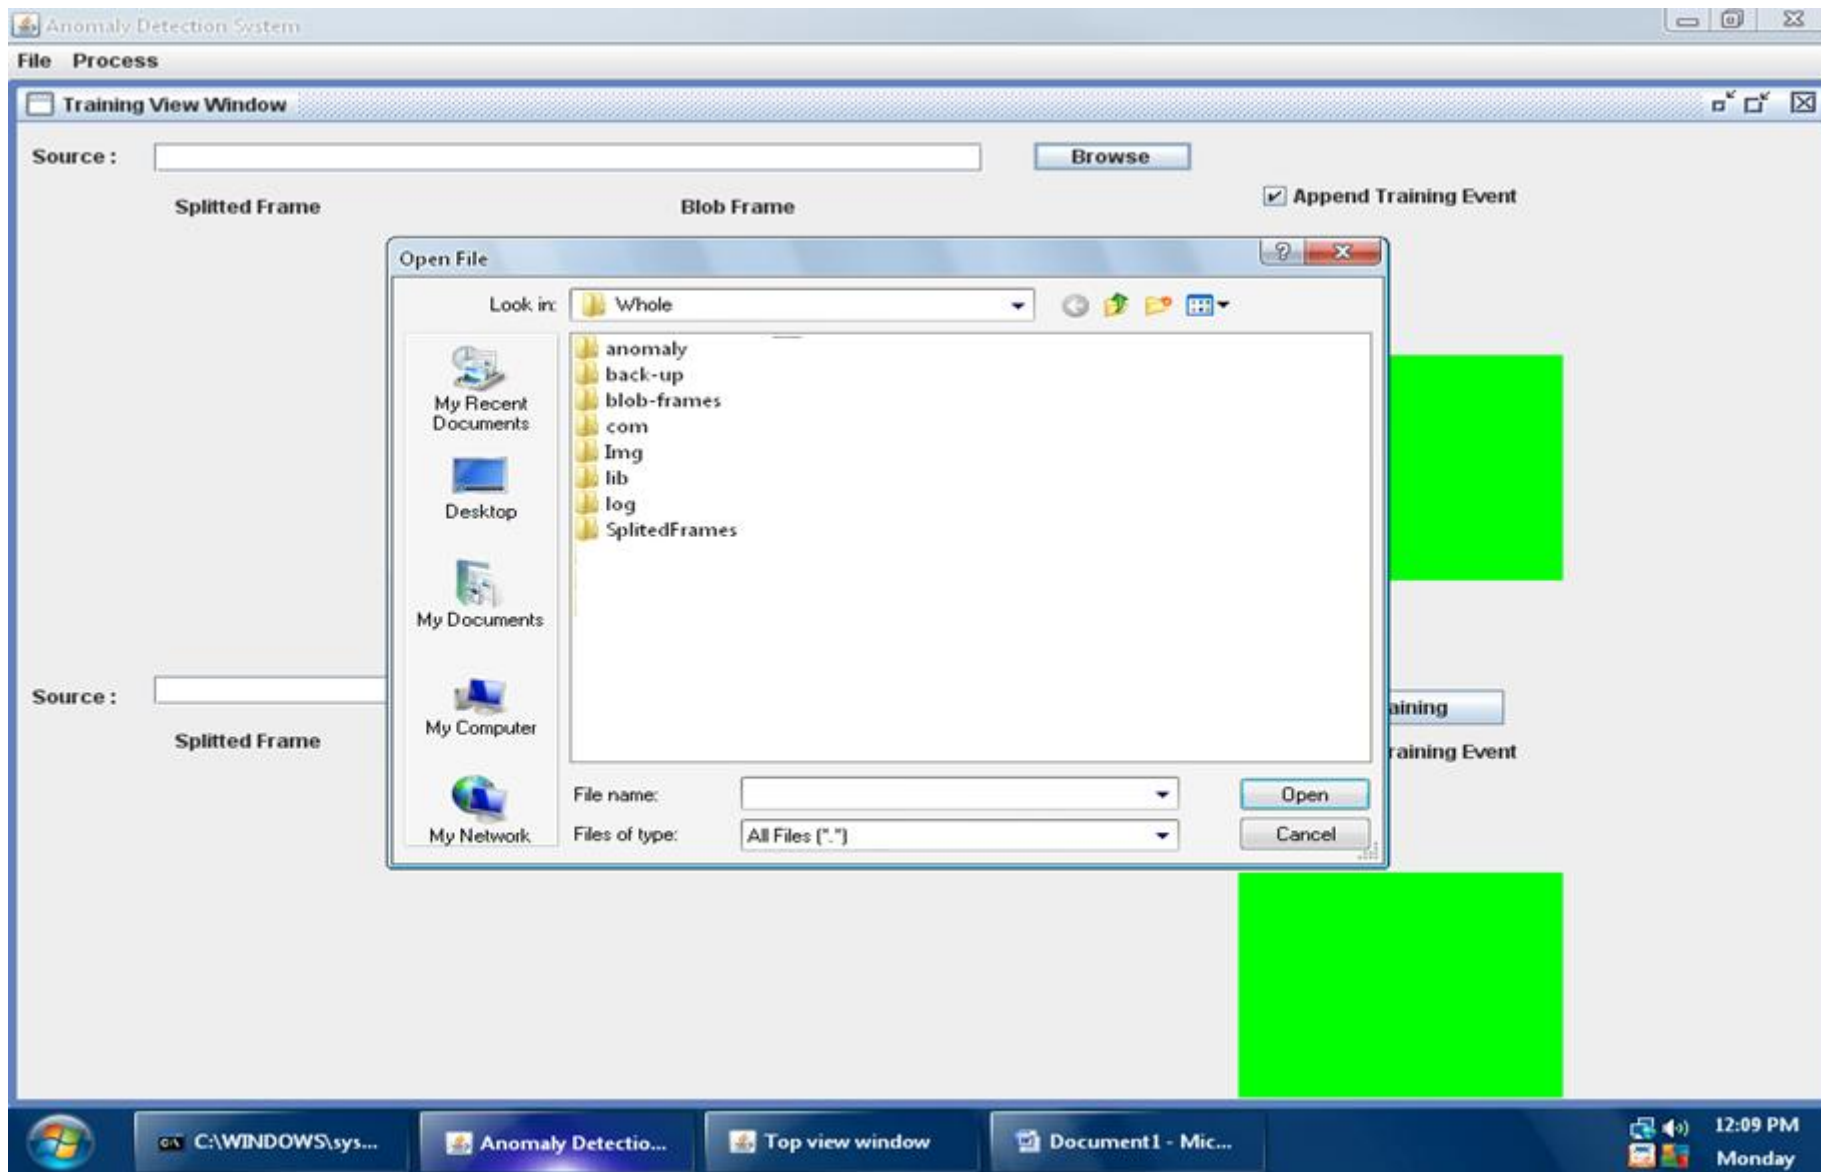 Anomaly Detection System
File Process
Training View Window
Source : Browse
Splitted Frame Blob Frame Append Training Event
Open File
Look in: Whole
anomaly
back-up
blob-frames
com
Img
lib
log
SplitedFrames
My Recent
Documents
Desktop
My Documents
My Computer
My Network
File name: Open
Files of type: All Files (".") Cancel
Source : aining
Splitted Frame raining Event
C:\WINDOWS\sys... Anomaly Detectio... Top view window Document1 - Mic... 12:09 PM
Monday